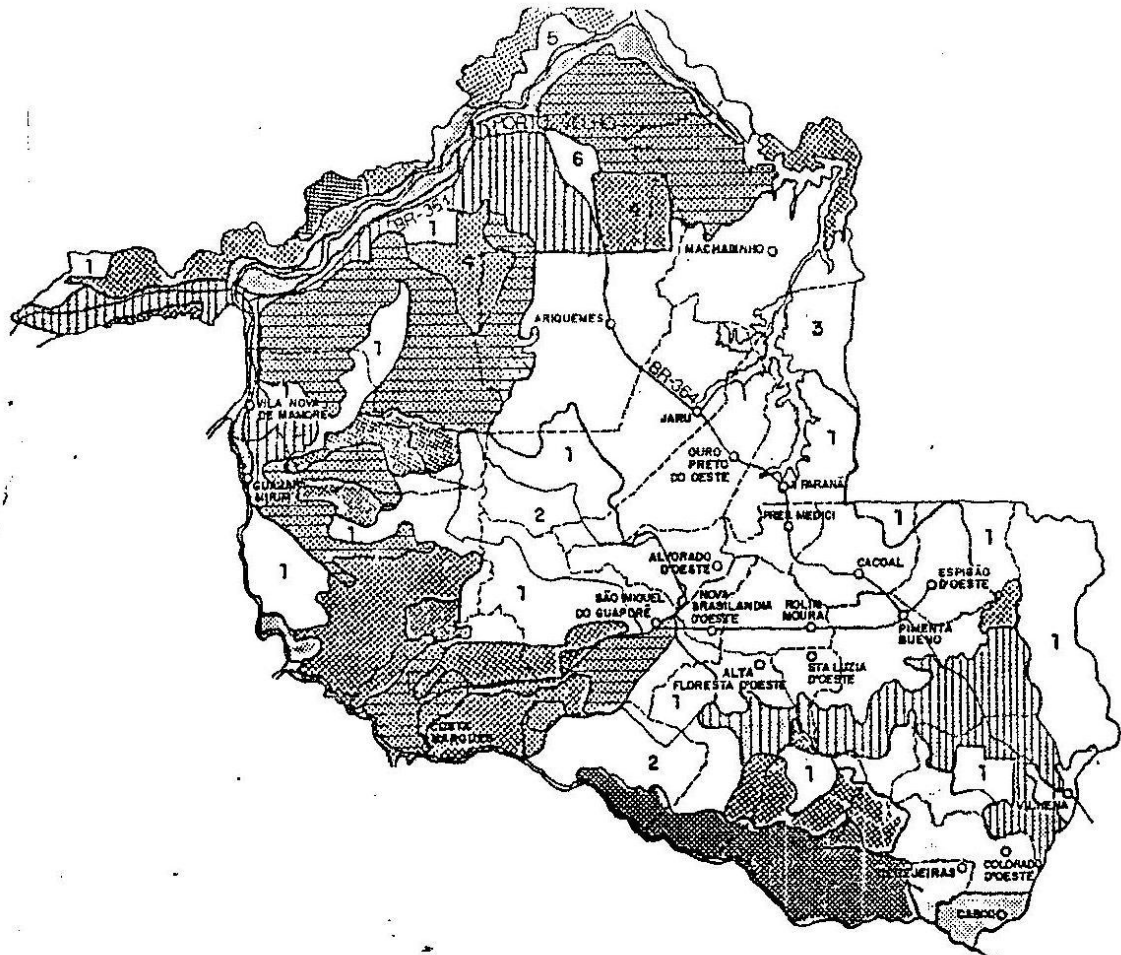 5
PORTO VELHO
6
BR-364
1
4
4
MACHADINHO
1
ARIQUEMES
3
1
BR-364
VILA NOVA
DE MAMORÉ
1
JARU
OURO
PRETO
DO OESTE
1
1
PARANÁ
GUAJARÁ
MIRIM
2
PRES MEDICI
1
1
1
1
ALVORADO
D'OESTE
CACOAL
ESPIGÃO
D'OESTE
1
SÃO MIGUEL
DO GUAPORÉ
NOVA
BRASILANDIA
D'OESTE
ROLIM
MOURA
PIMENTA
BUENO
1
ALTA
FLORESTA D'OESTE
STA LUZIA
D'OESTE
1
COSTA
MARQUES
2
1
1
VILHENA
COLORADO
D'OESTE
CEREJEIRAS
CABIXI